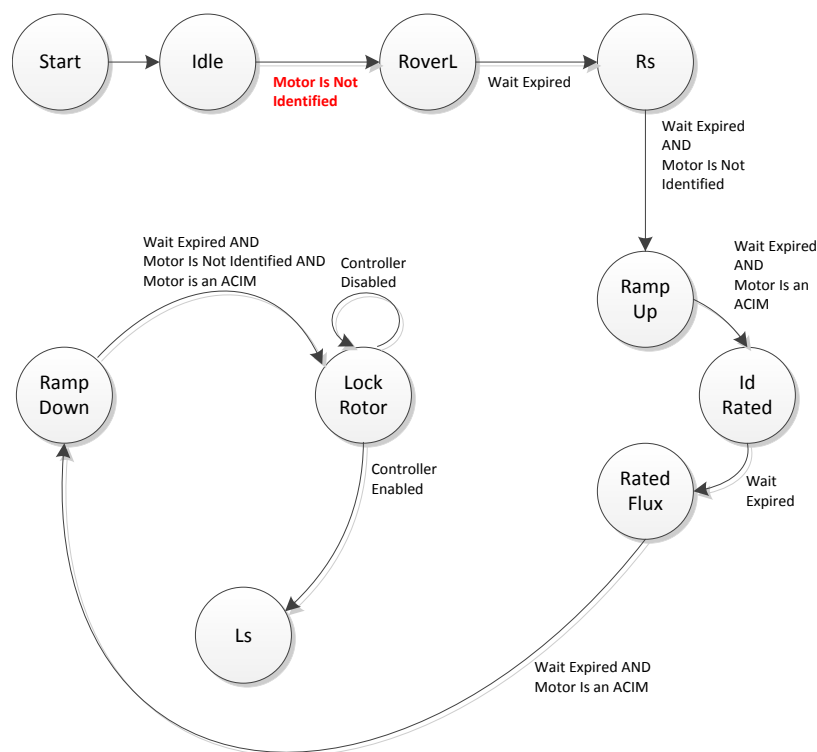 Start
Idle
RoverL
Rs
Motor Is Not
Identified
Wait Expired
Wait Expired
AND
Motor Is Not
Identified
Wait Expired AND
Motor Is Not Identified AND
Motor is an ACIM
Controller
Disabled
Ramp
Up
Wait Expired
AND
Motor Is an
ACIM
Ramp
Down
Lock
Rotor
Id
Rated
Controller
Enabled
Rated
Flux
Wait
Expired
Ls
Wait Expired AND
Motor Is an ACIM